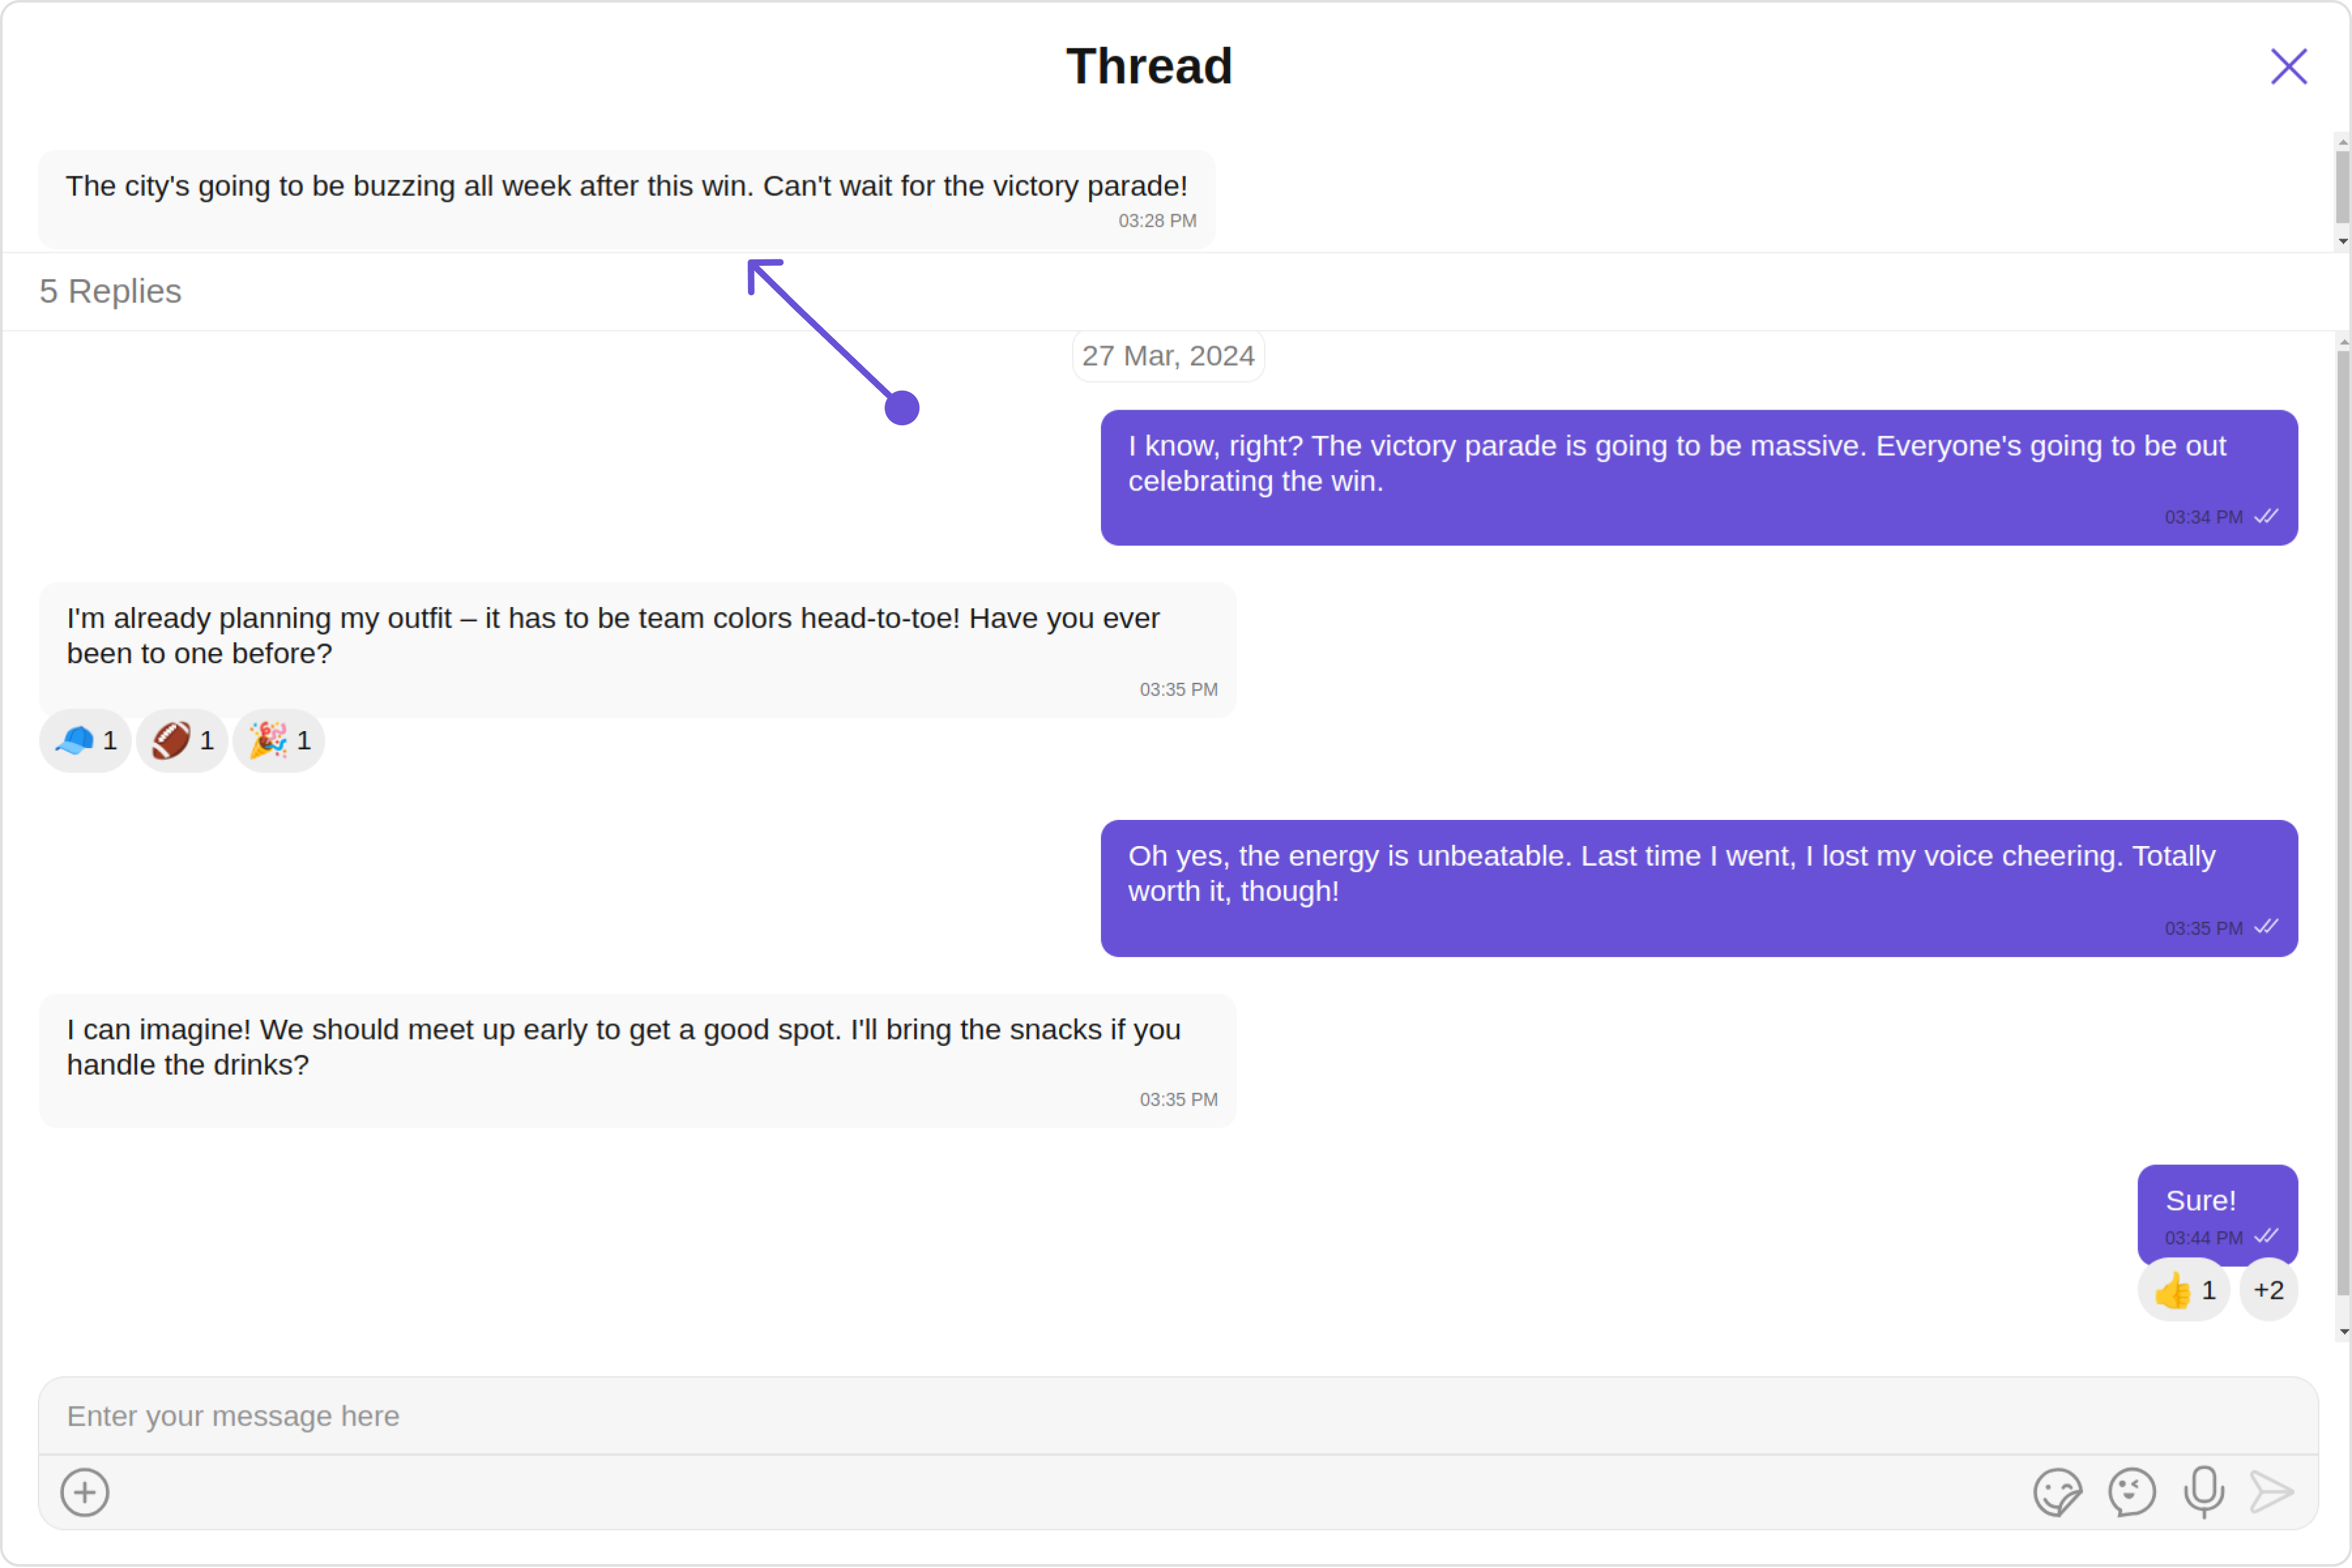 Thread
The city's going to be buzzing all week after this win. Can't wait for the victory parade!
03:28 PM
5 Replies
27 Mar, 2024
I know, right? The victory parade is going to be massive. Everyone's going to be out
celebrating the win.
03:34 PM
I'm already planning my outfit – it has to be team colors head-to-toe! Have you ever
been to one before?
03:35 PM
1 1 1
Oh yes, the energy is unbeatable. Last time I went, I lost my voice cheering. Totally
worth it, though!
03:35 PM
I can imagine! We should meet up early to get a good spot. I'll bring the snacks if you
handle the drinks?
03:35 PM
Sure!
03:44 PM
1 +2
Enter your message here